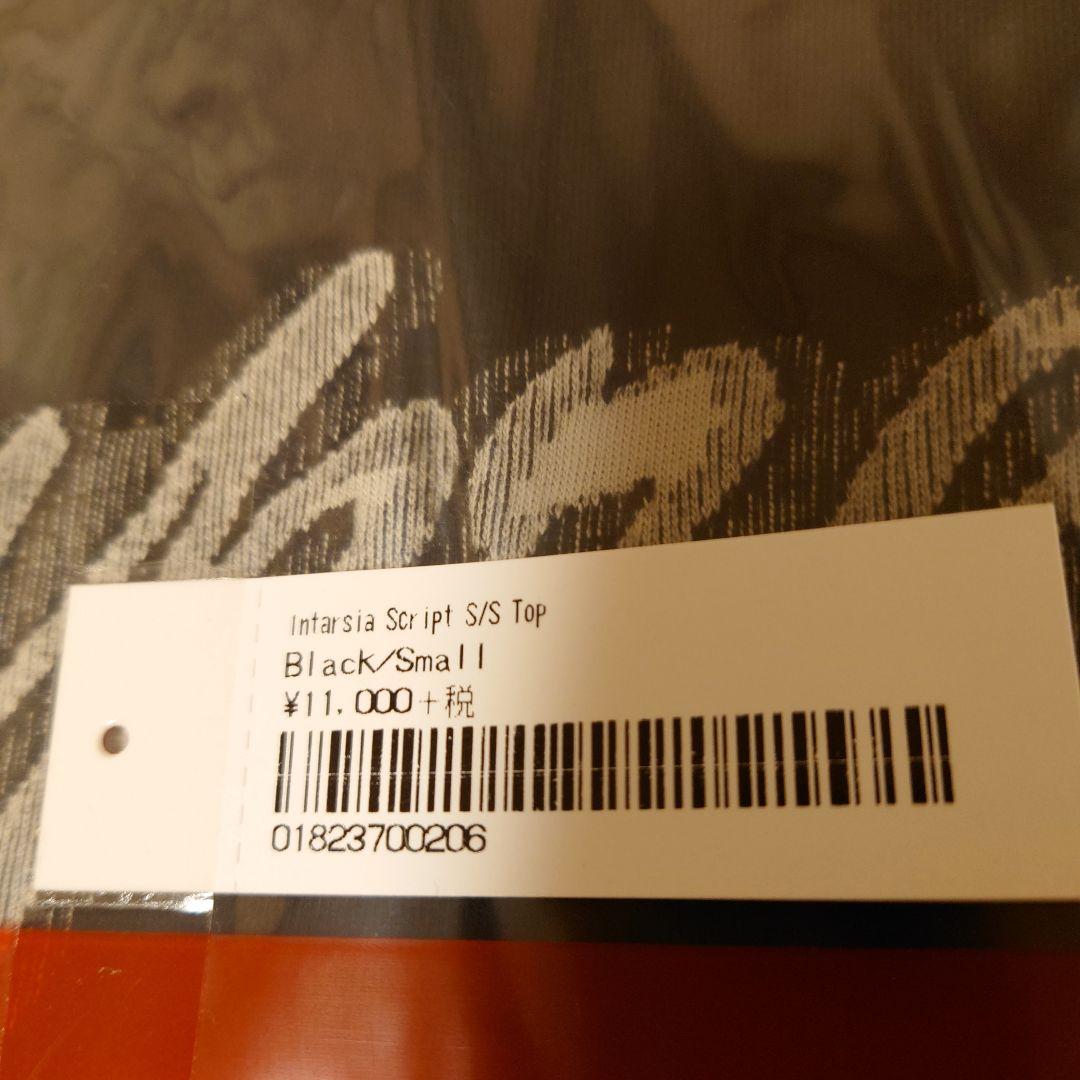 Intarsia Script S/S Top
Black/Small
¥11,000+税
01823700206